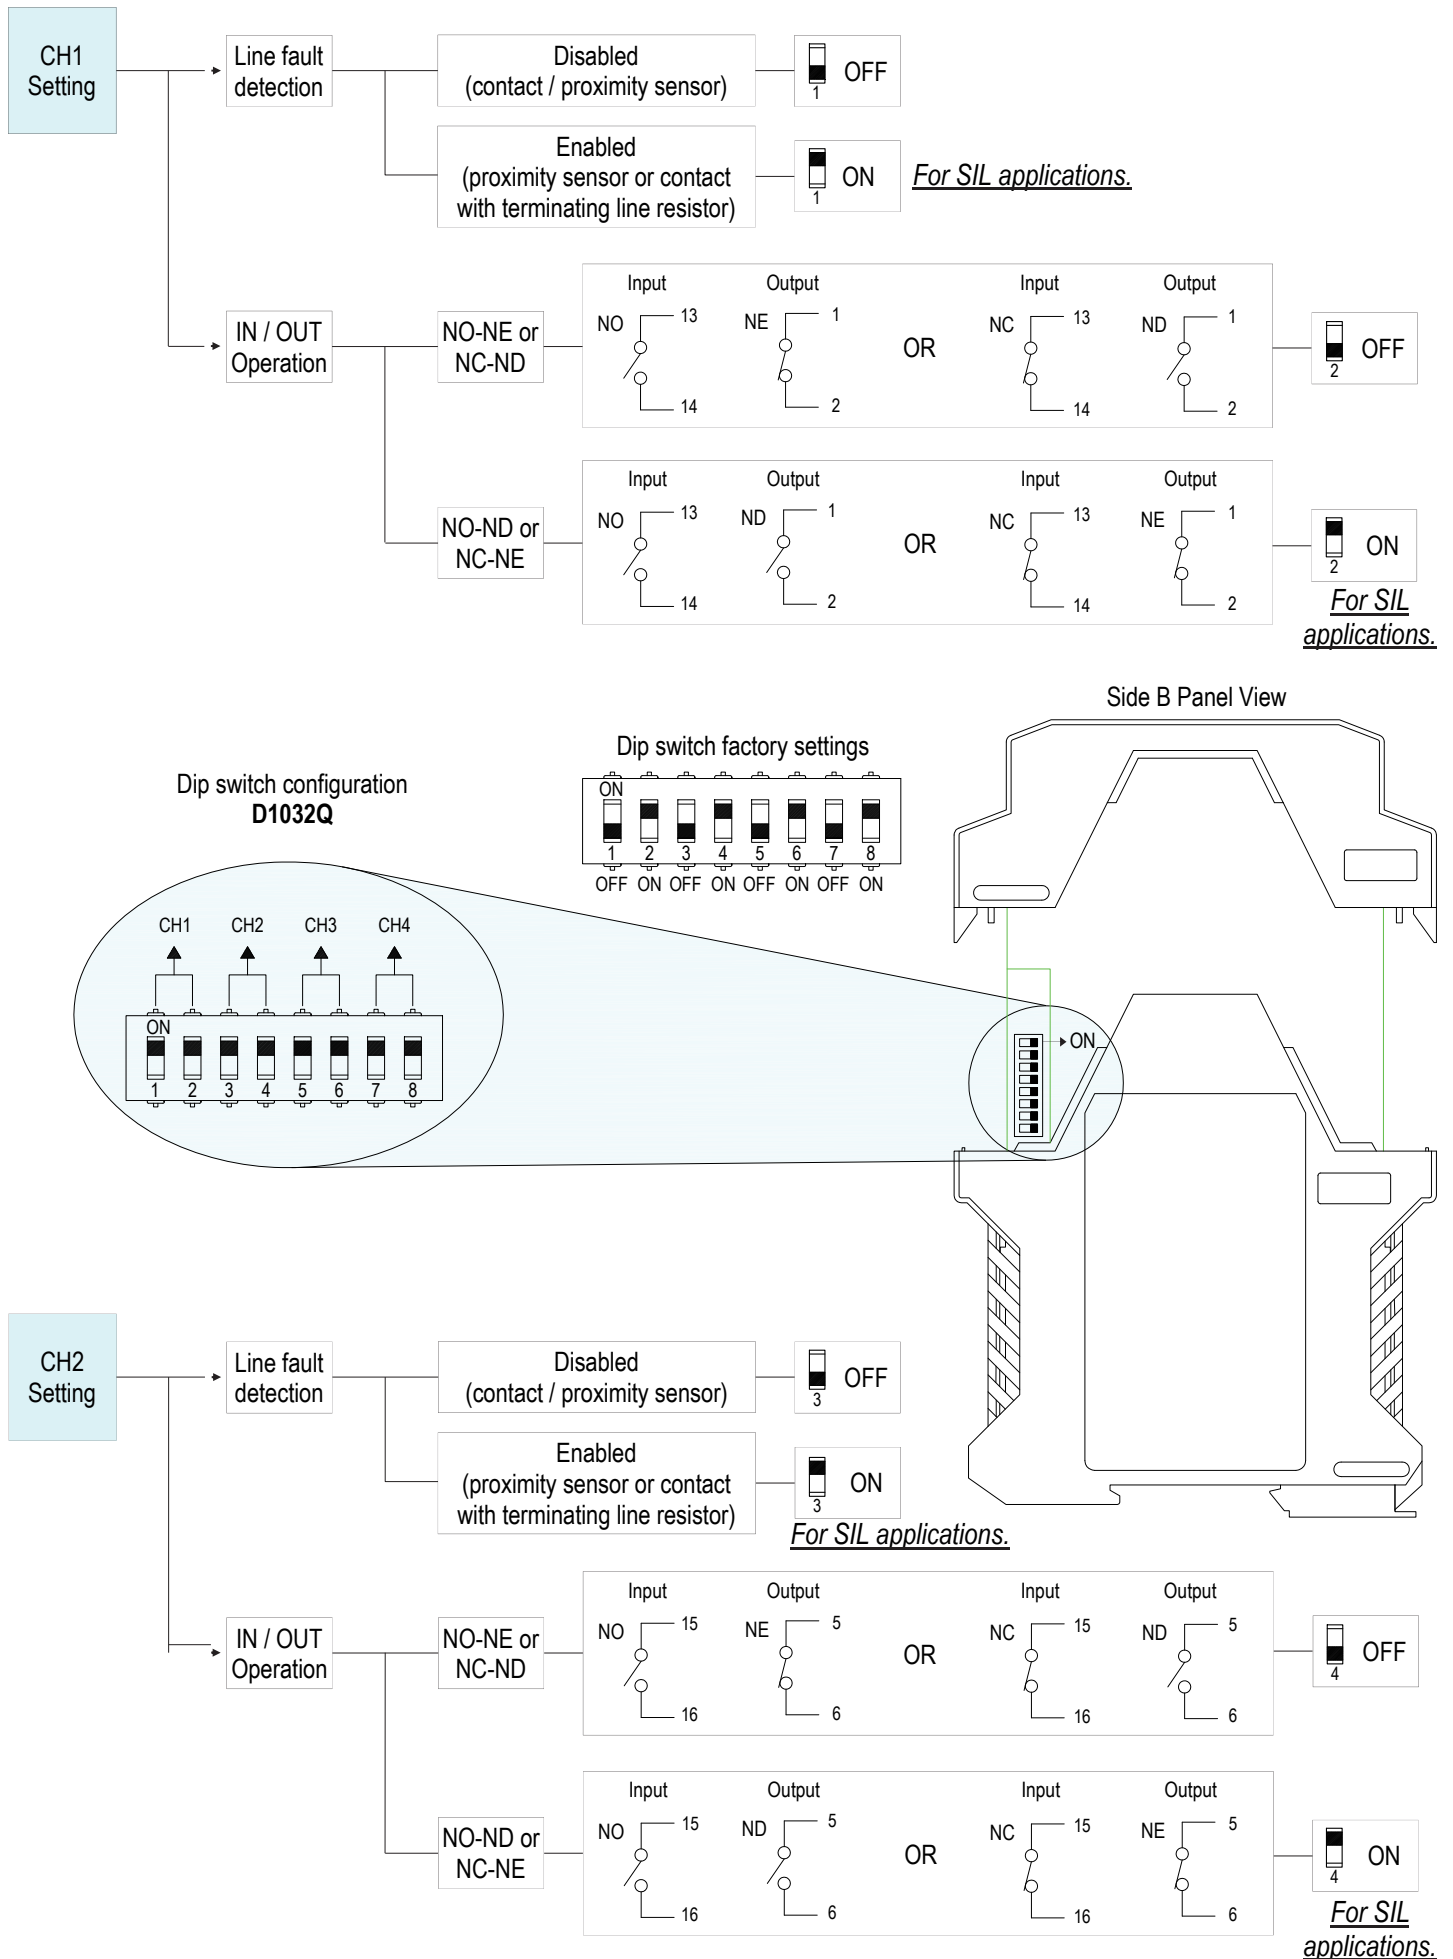 CH1
Setting
Line fault
detection
Disabled
(contact / proximity sensor)
1
OFF
Enabled
(proximity sensor or contact
with terminating line resistor)
1
ON
For SIL applications.
IN / OUT
Operation
NO-NE or
NC-ND
Input
NO
13
14
Output
NE
1
2
OR
Input
NC
13
14
Output
ND
1
2
2
OFF
NO-ND or
NC-NE
Input
NO
13
14
Output
ND
1
2
OR
Input
NC
13
14
Output
NE
1
2
2
ON
For SIL
applications.
Side B Panel View
Dip switch factory settings
ON
1 2 3 4 5 6 7 8
OFF ON OFF ON OFF ON OFF ON
Dip switch configuration
D1032Q
CH1 CH2 CH3 CH4
ON
1 2 3 4 5 6 7 8
ON
CH2
Setting
Line fault
detection
Disabled
(contact / proximity sensor)
3
OFF
Enabled
(proximity sensor or contact
with terminating line resistor)
3
ON
For SIL applications.
IN / OUT
Operation
NO-NE or
NC-ND
Input
NO
15
16
Output
NE
5
6
OR
Input
NC
15
16
Output
ND
5
6
4
OFF
NO-ND or
NC-NE
Input
NO
15
16
Output
ND
5
6
OR
Input
NC
15
16
Output
NE
5
6
4
ON
For SIL
applications.